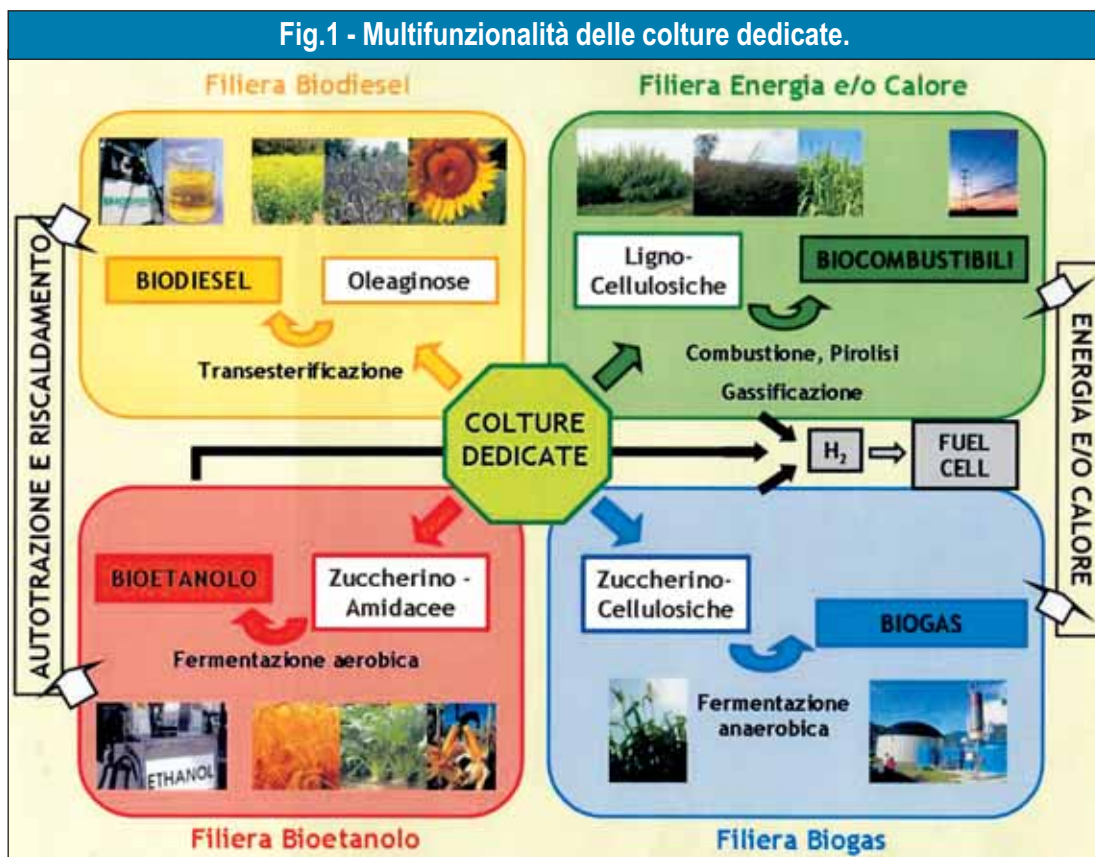 Fig.1 - Multifunzionalità delle colture dedicate.
Filiera Biodiesel
Filiera Energia e/o Calore
BIODIESEL
Oleaginose
Transesterificazione
Ligno-
Cellulosiche
BIOCOMBUSTIBILI
Combustione, Pirolisi
Gassificazione
AUTOTRAZIONE E RISCALDAMENTO
COLTURE
DEDICATE
H2
FUEL
CELL
ENERGIA E/O CALORE
BIOETANOLO
Zuccherino -
Amidacee
Fermentazione aerobica
ETHANOL
Zuccherino-
Cellulosiche
BIOGAS
Fermentazione
anaerobica
Filiera Bioetanolo
Filiera Biogas